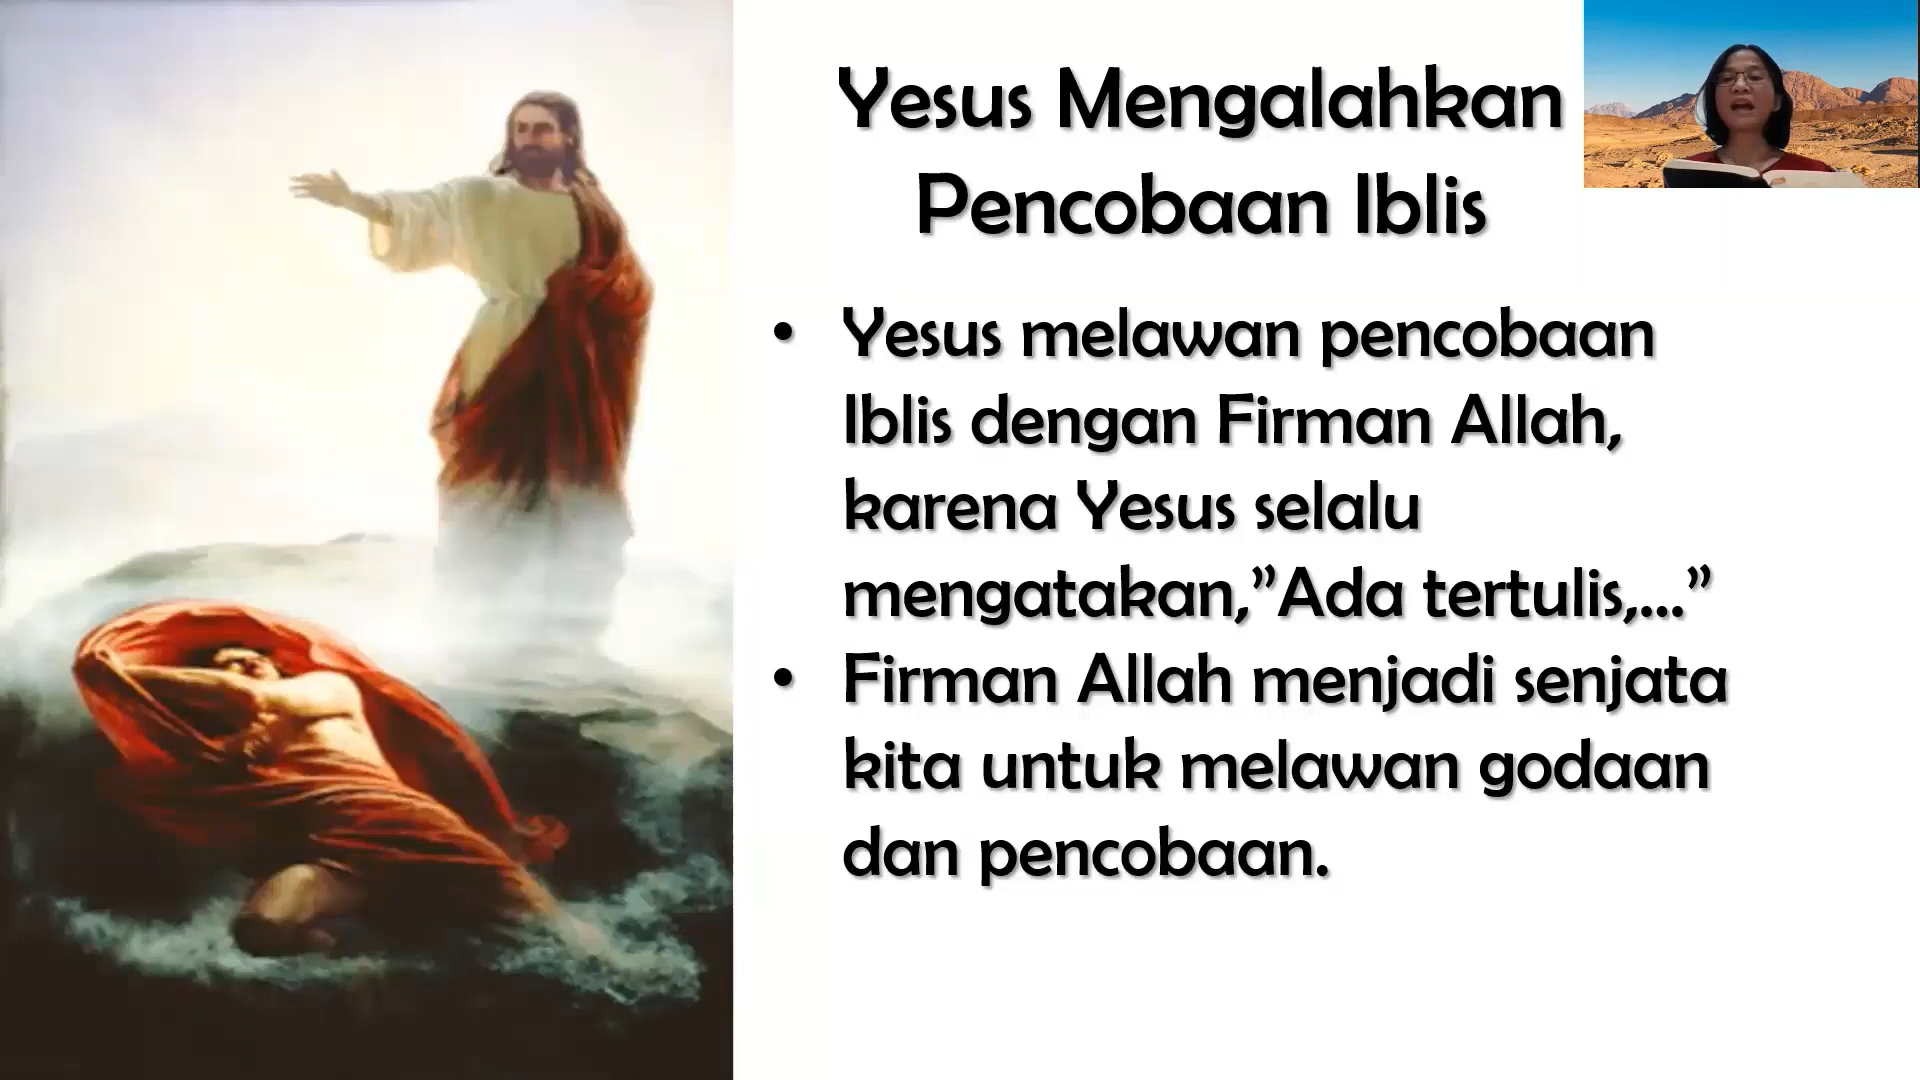 Yesus Mengalahkan
Pencobaan Iblis
• Yesus melawan pencobaan
Iblis dengan Firman Allah,
karena Yesus selalu
mengatakan,”Ada tertulis,...”
• Firman Allah menjadi senjata
kita untuk melawan godaan
dan pencobaan.